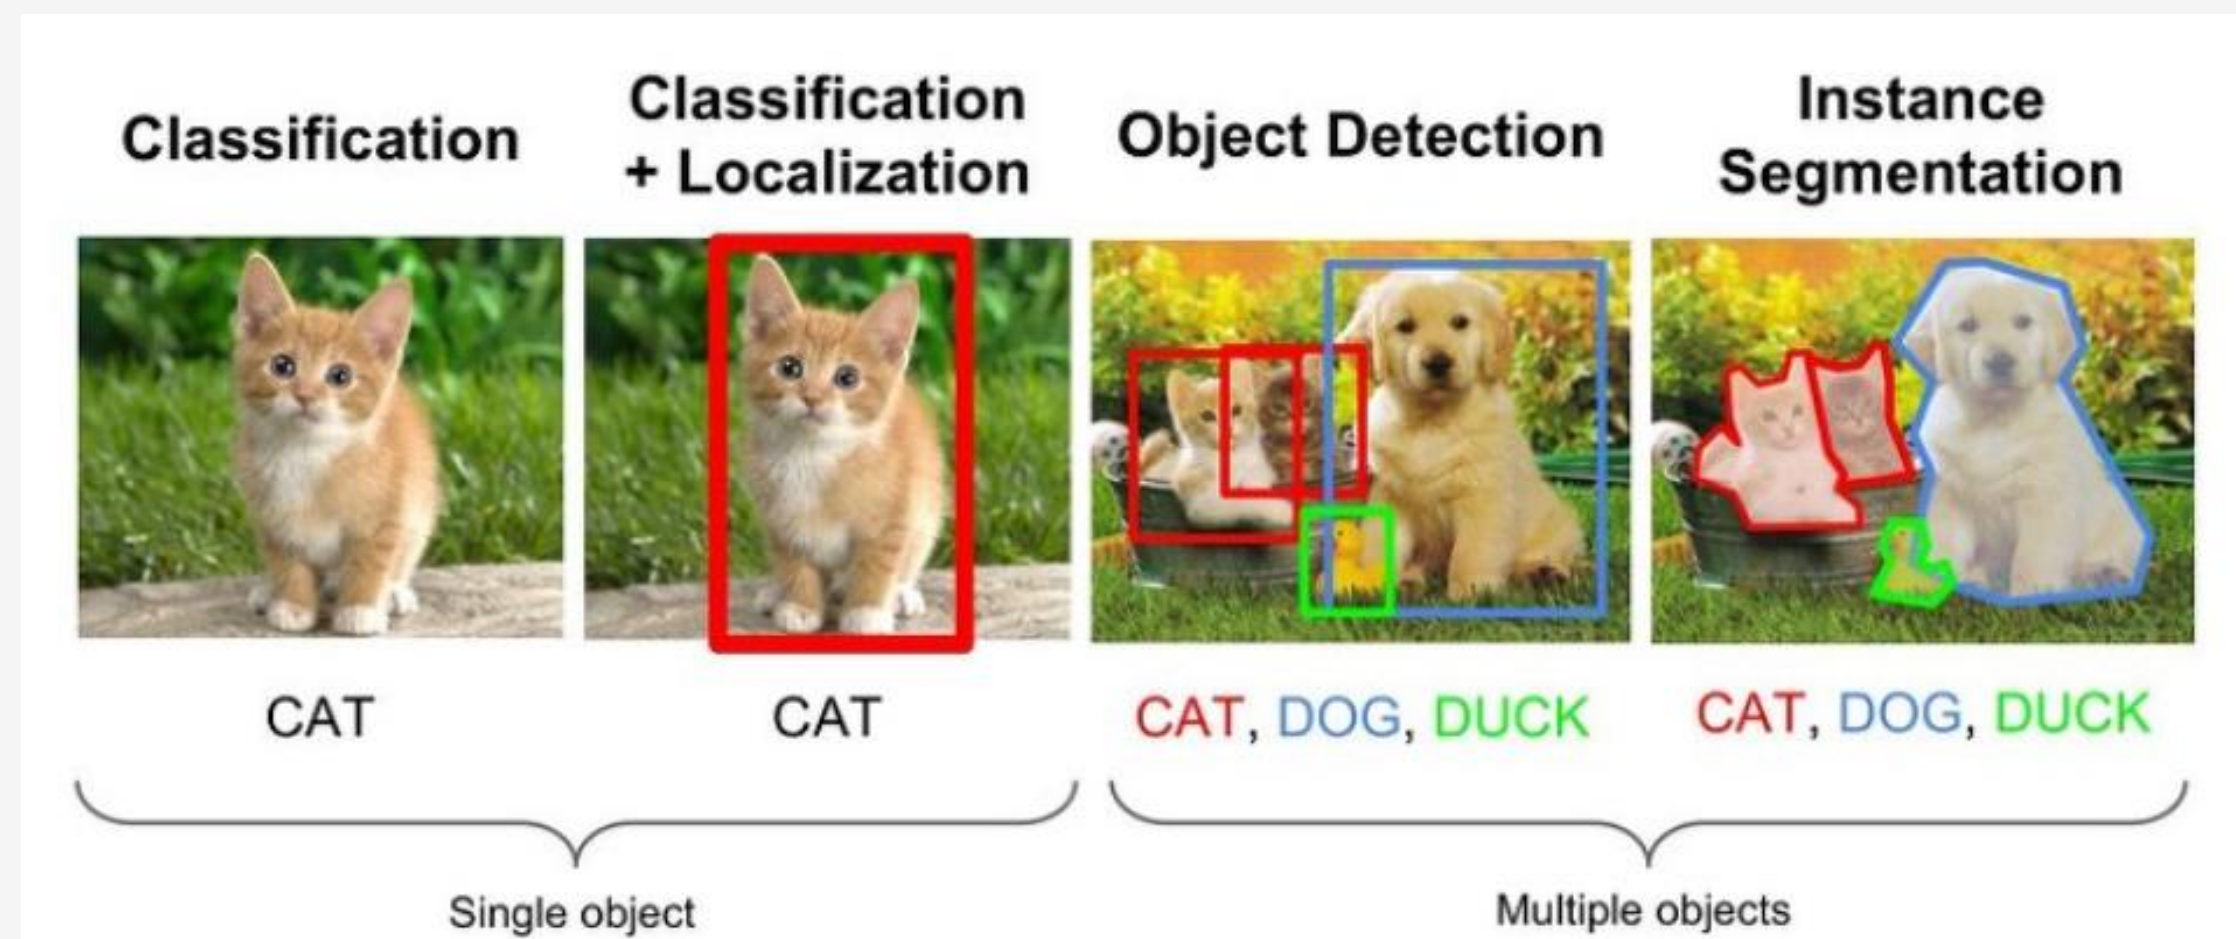 Classification
Classification
+ Localization
Object Detection
Instance
Segmentation
CAT
CAT
CAT, DOG, DUCK
CAT, DOG, DUCK
Single object
Multiple objects